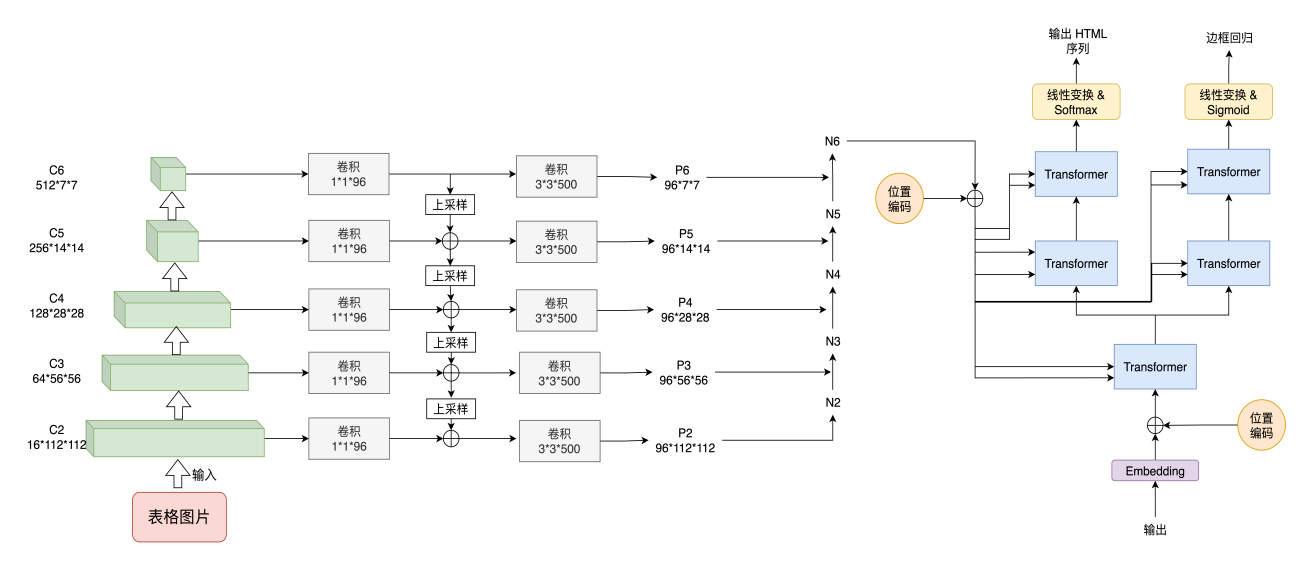 C6
512*7*7
C5
256*14*14
C4
128*28*28
C3
64*56*56
C2
16*112*112
输入
表格图片
卷积
1*1*96
卷积
1*1*96
卷积
1*1*96
卷积
1*1*96
卷积
1*1*96
上采样
上采样
上采样
上采样
卷积
3*3*500
卷积
3*3*500
卷积
3*3*500
卷积
3*3*500
卷积
3*3*500
P6
96*7*7
P5
96*14*14
P4
96*28*28
P3
96*56*56
P2
96*112*112
N6
N5
N4
N3
N2
位置
编码
输出 HTML
序列
线性变换 &
Softmax
Transformer
Transformer
边框回归
线性变换 &
Sigmoid
Transformer
Transformer
Transformer
位置
编码
Embedding
输出